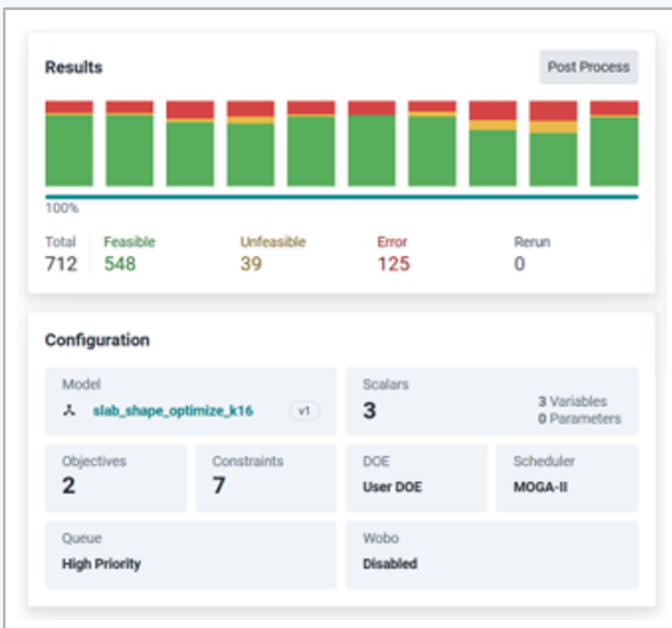 Results
Post Process
100%
Total Feasible Unfeasible Error Rerun
712 548 39 125 0
Configuration
Model
slab_shape_optimize_k16 v1
Scalars
3
3 Variables
0 Parameters
Objectives
2
Constraints
7
DOE
User DOE
Scheduler
MOGA-II
Queue
High Priority
Wobo
Disabled